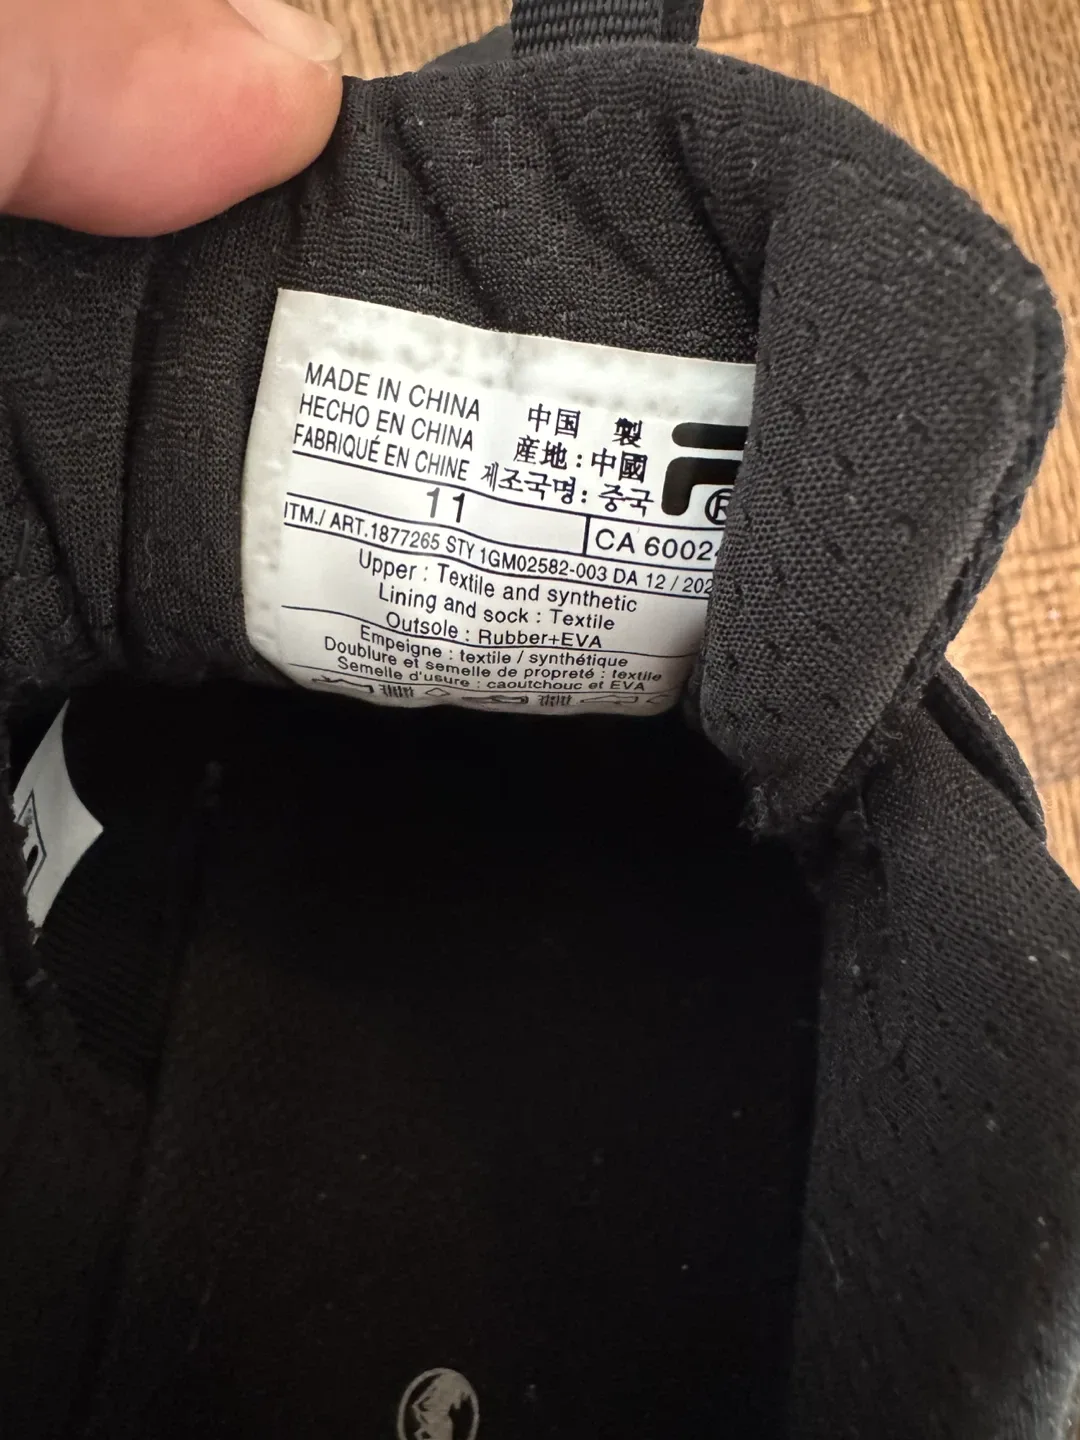 MADE IN CHINA
HECHO EN CHINA
FABRIQUÉ EN CHINE
中国 製
産地 : 中國
제조국명 : 중국
®
11
CA 6002
ITM./ ART.1877265 STY 1GM02582-003 DA 12 / 202
Upper : Textile and synthetic
Lining and sock : Textile
Outsole : Rubber+EVA
Empeigne : textile / synthétique
Doublure et semelle de propreté : textile
Semelle d'usure : caoutchouc et EVA